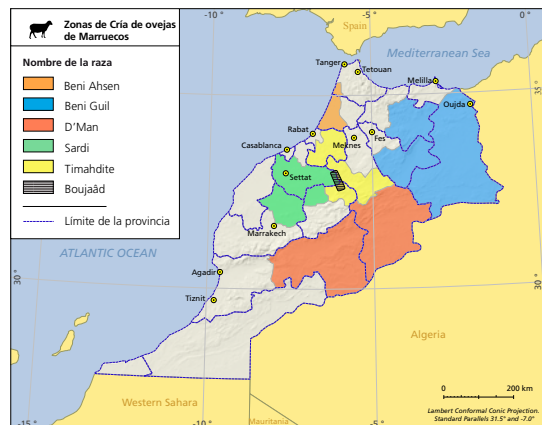 Zonas de Cría de ovejas
de Marruecos
Nombre de la raza
Beni Ahsen
Beni Guil
D'Man
Sardi
Timahdite
Boujaâd
Límite de la provincia
-10°
-5°
0°
Spain
Mediterranean Sea
Tanger
Tetouan
Melilla
35°
Oujda
Rabat
Fes
Meknes
Casablanca
Settat
Marrakech
ATLANTIC OCEAN
Agadir
30°
30°
Tiznit
Algeria
Western Sahara
Mauritania
0
200 km
Lambert Conformal Conic Projection.
Standard Parallels 31.5° and -7.0°
-15°
-10°
-5°